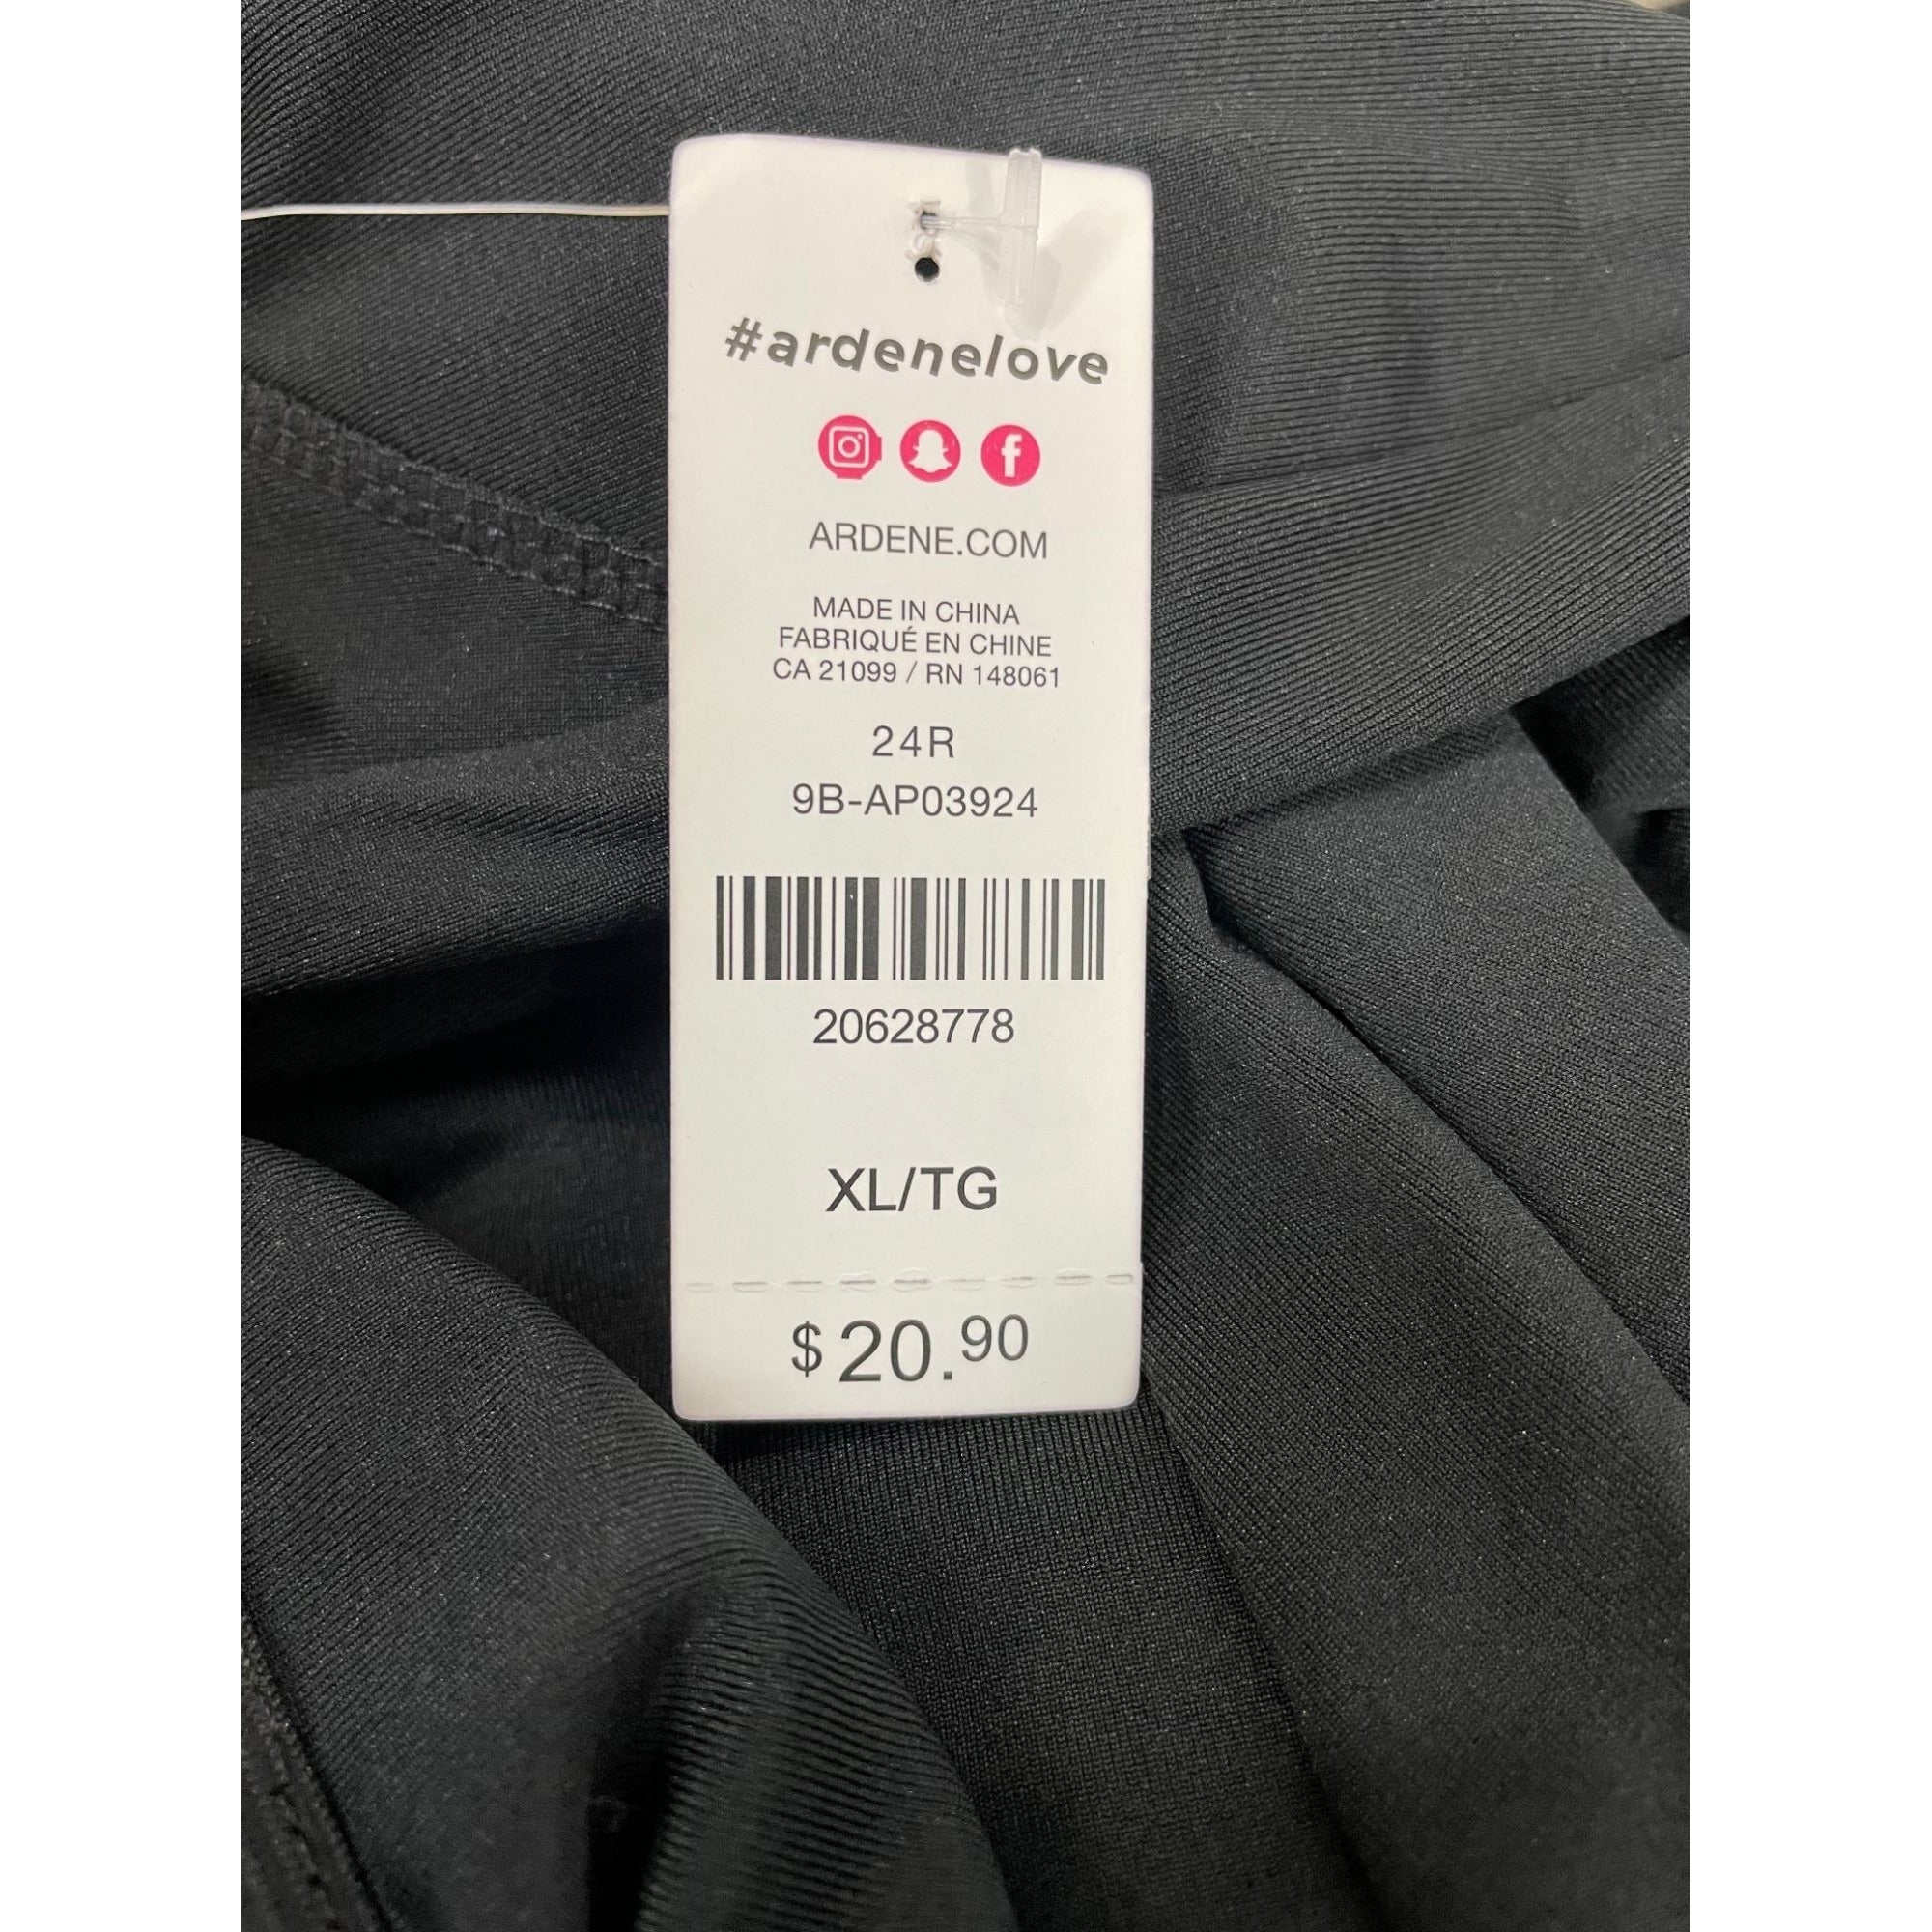 #ardenelove
ARDENE.COM
MADE IN CHINA
FABRIQUÉ EN CHINE
CA 21099 / RN 148061
24R
9B-AP03924
20628778
XL/TG
$20.90